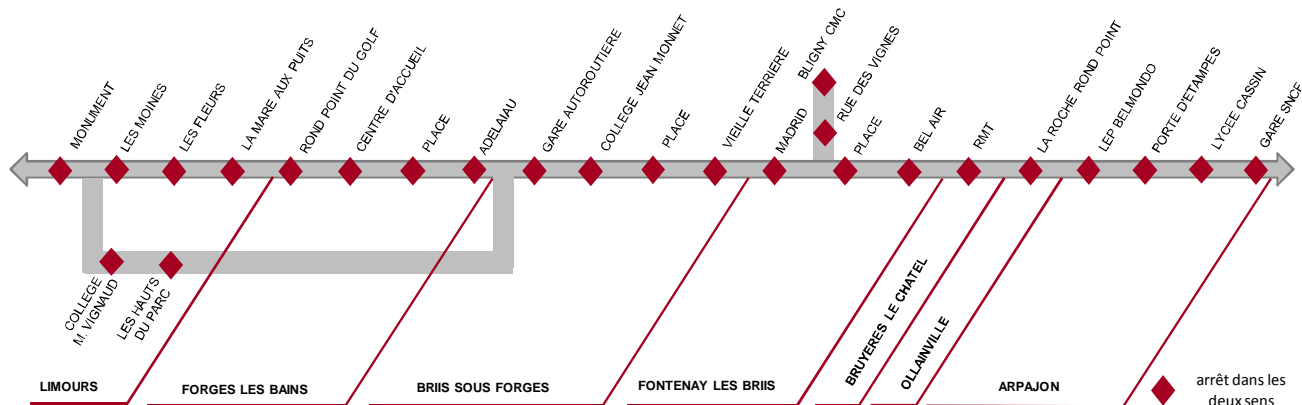 MONUMENT
LES MOINES
LES FLEURS
LA MARE AUX PUITS
ROND POINT DU GOLF
CENTRE D'ACCUEIL
PLACE
ADELAIAU
GARE AUTOROUTIERE
COLLEGE JEAN MONNET
PLACE
VIEILLE TERRIERE
MADRID
BLIGNY CMC
RUE DES VIGNES
PLACE
BEL AIR
RMT
LA ROCHE ROND POINT
LEP BELMONDO
PORTE D'ETAMPES
LYCEE CASSIN
GARE SNCF
COLLEGE
M. VIGNAUD
LES HAUTS
DU PARC
LIMOURS
FORGES LES BAINS
BRIIS SOUS FORGES
FONTENAY LES BRIIS
BRUYERES LE CHATEL
OLLAINVILLE
ARPAJON
arrêt dans les
deux sens